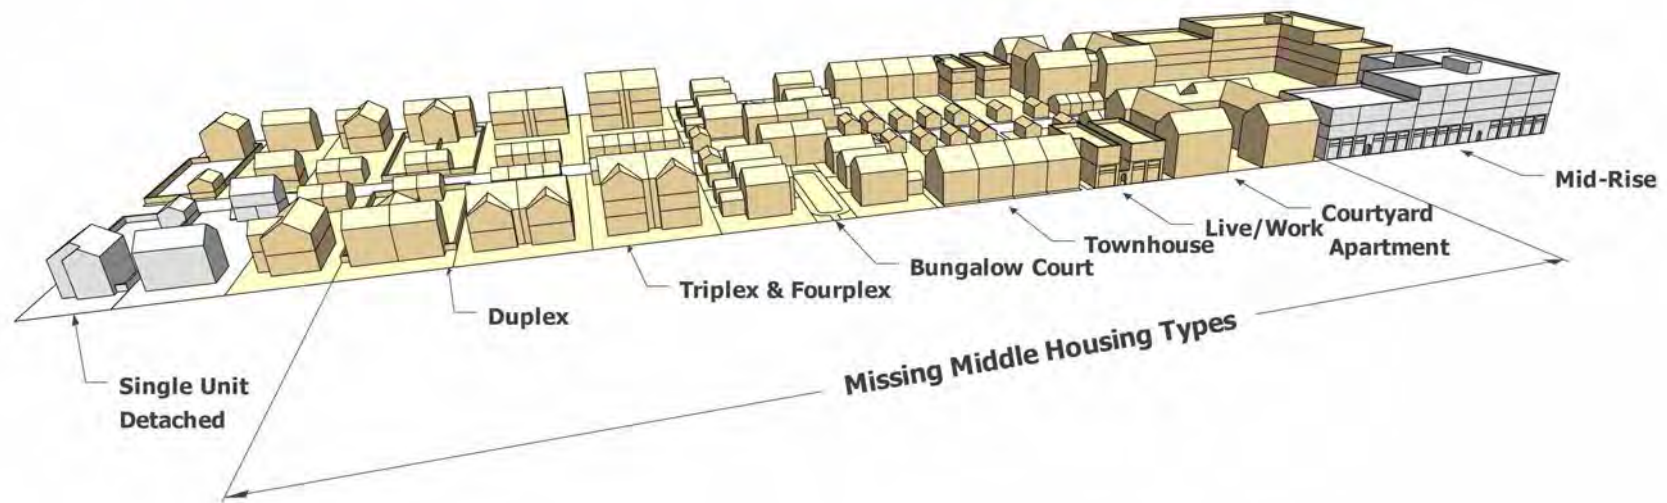 Single Unit
Detached
Duplex
Triplex & Fourplex
Bungalow Court
Townhouse
Live/Work
Courtyard
Apartment
Mid-Rise
Missing Middle Housing Types